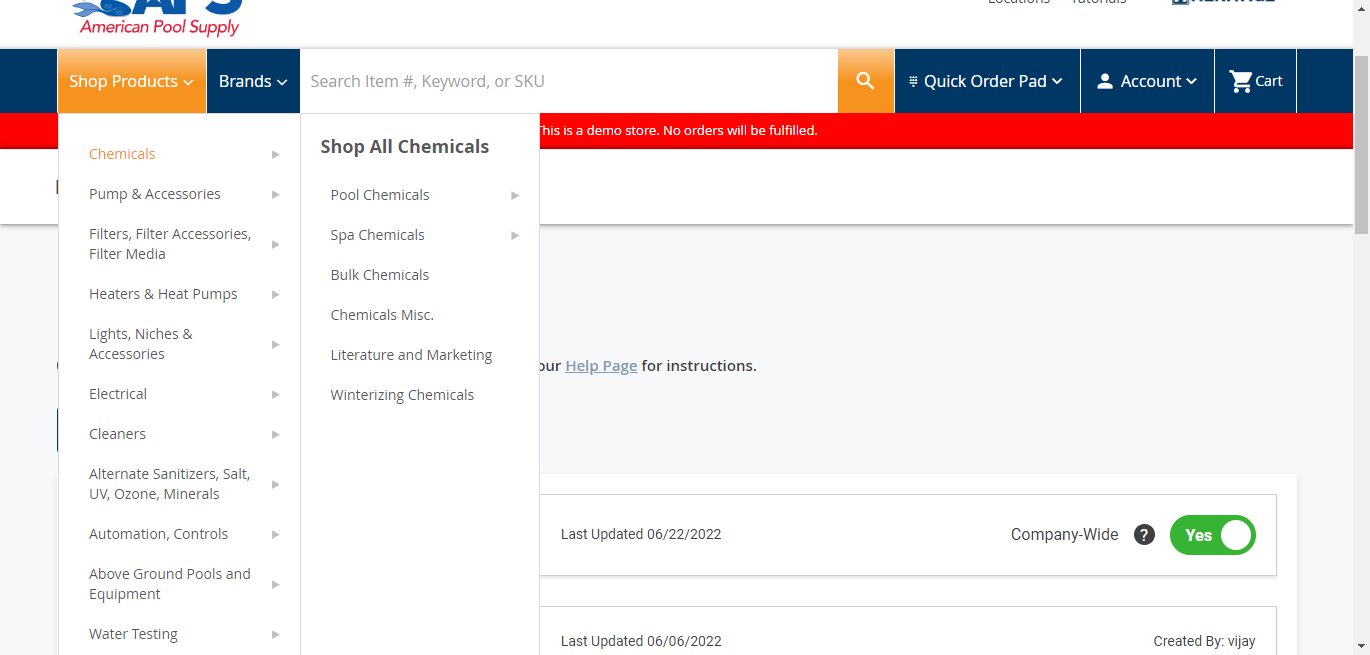 American Pool Supply
Shop Products
Brands
Search Item #, Keyword, or SKU
Quick Order Pad
Account
Cart
This is a demo store. No orders will be fulfilled.
Chemicals
Pump & Accessories
Filters, Filter Accessories,
Filter Media
Heaters & Heat Pumps
Lights, Niches &
Accessories
Electrical
Cleaners
Alternate Sanitizers, Salt,
UV, Ozone, Minerals
Automation, Controls
Above Ground Pools and
Equipment
Water Testing
Shop All Chemicals
Pool Chemicals
Spa Chemicals
Bulk Chemicals
Chemicals Misc.
Literature and Marketing
Winterizing Chemicals
our Help Page for instructions.
Last Updated 06/22/2022
Company-Wide ? Yes
Last Updated 06/06/2022
Created By: vijay